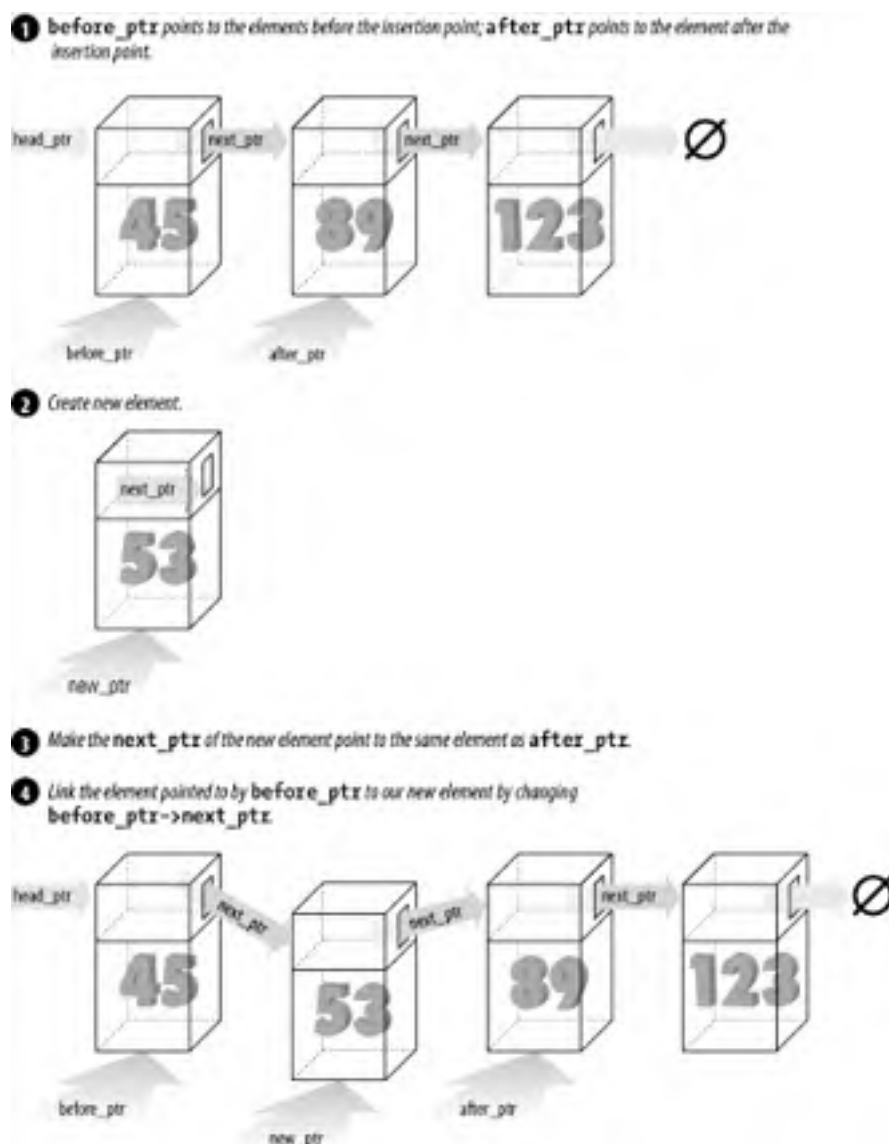 1 before_ptr points to the elements before the insertion point; after_ptr points to the element after the
insertion point.
head_ptr next_ptr next_ptr Ø
45 89 123
before_ptr after_ptr
2 Create new element.
next_ptr
53
new_ptr
3 Make the next_ptr of the new element point to the same element as after_ptr.
4 Link the element pointed to by before_ptr to our new element by changing
before_ptr->next_ptr.
head_ptr next_ptr next_ptr next_ptr Ø
45 53 89 123
before_ptr after_ptr
new_ptr